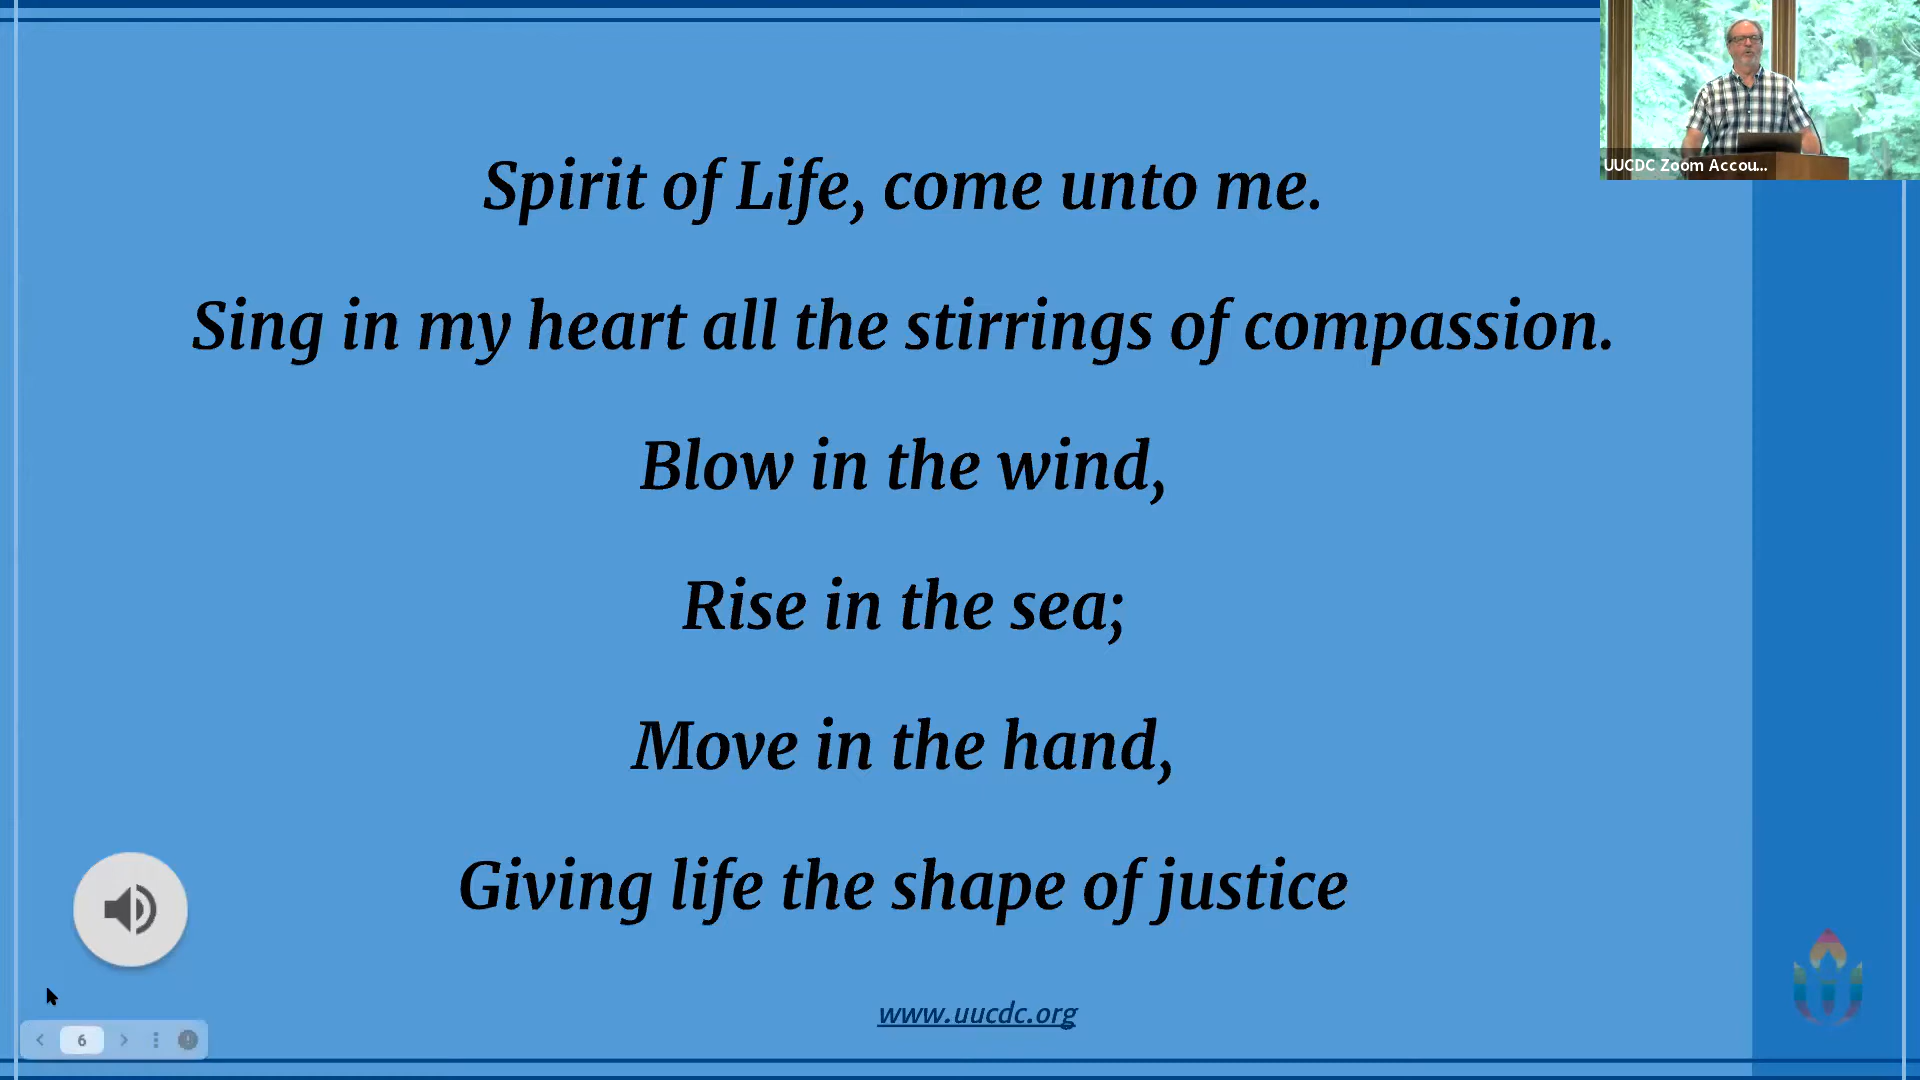 UUCDC Zoom Accou...
Spirit of Life, come unto me.
Sing in my heart all the stirrings of compassion.
Blow in the wind,
Rise in the sea;
Move in the hand,
Giving life the shape of justice
www.uucdc.org
6